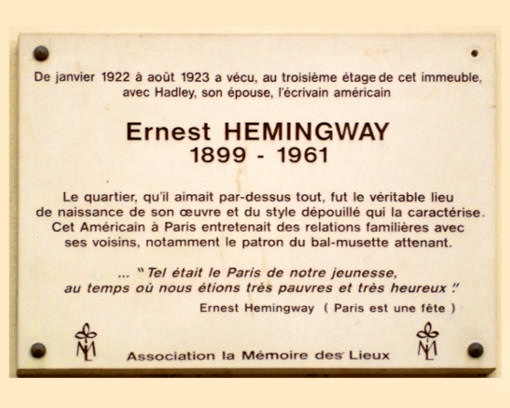 De janvier 1922 à août 1923 a vécu, au troisième étage de cet immeuble,
avec Hadley, son épouse, l'écrivain américain
Ernest HEMINGWAY
1899 - 1961
Le quartier, qu'il aimait par-dessus tout, fut le véritable lieu
de naissance de son œuvre et du style dépouillé qui la caractérise.
Cet Américain à Paris entretenait des relations familières avec
ses voisins, notamment le patron du bal-musette attenant.
... " Tel était le Paris de notre jeunesse,
au temps où nous étions très pauvres et très heureux ."
Ernest Hemingway ( Paris est une fête )
Association la Mémoire des Lieux